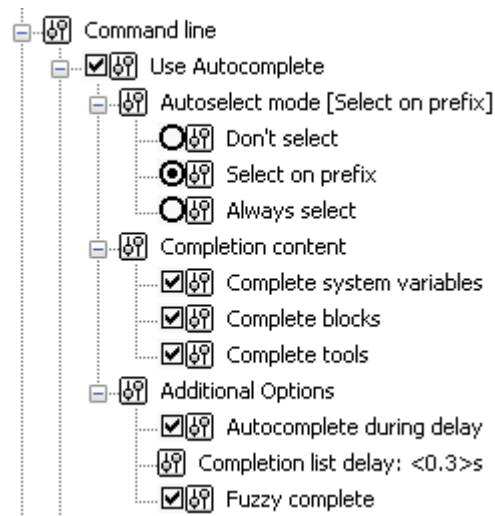 Command line
Use Autocomplete
Autoselect mode [Select on prefix]
Don't select
Select on prefix
Always select
Completion content
Complete system variables
Complete blocks
Complete tools
Additional Options
Autocomplete during delay
Completion list delay: <0.3>s
Fuzzy complete